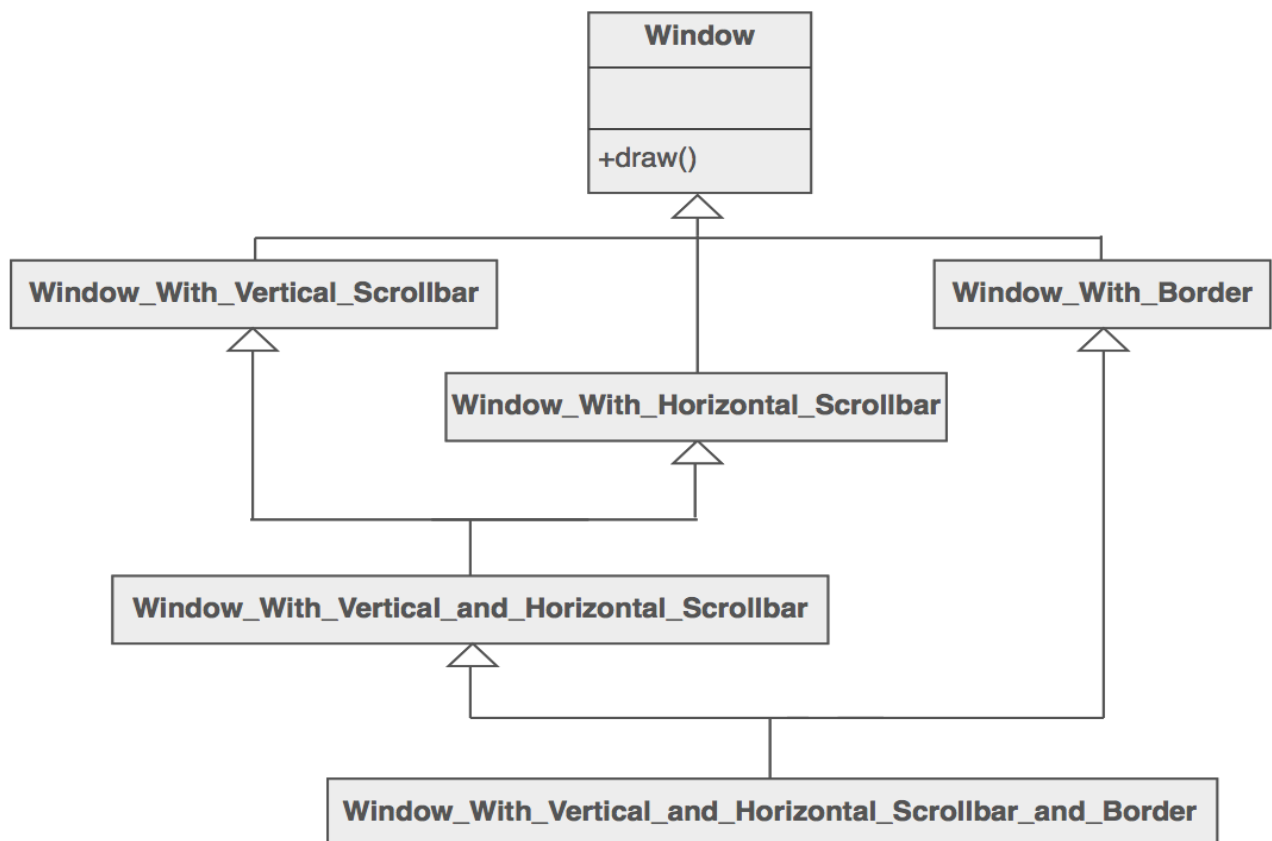 Window
+draw()
Window_With_Vertical_Scrollbar
Window_With_Border
Window_With_Horizontal_Scrollbar
Window_With_Vertical_and_Horizontal_Scrollbar
Window_With_Vertical_and_Horizontal_Scrollbar_and_Border